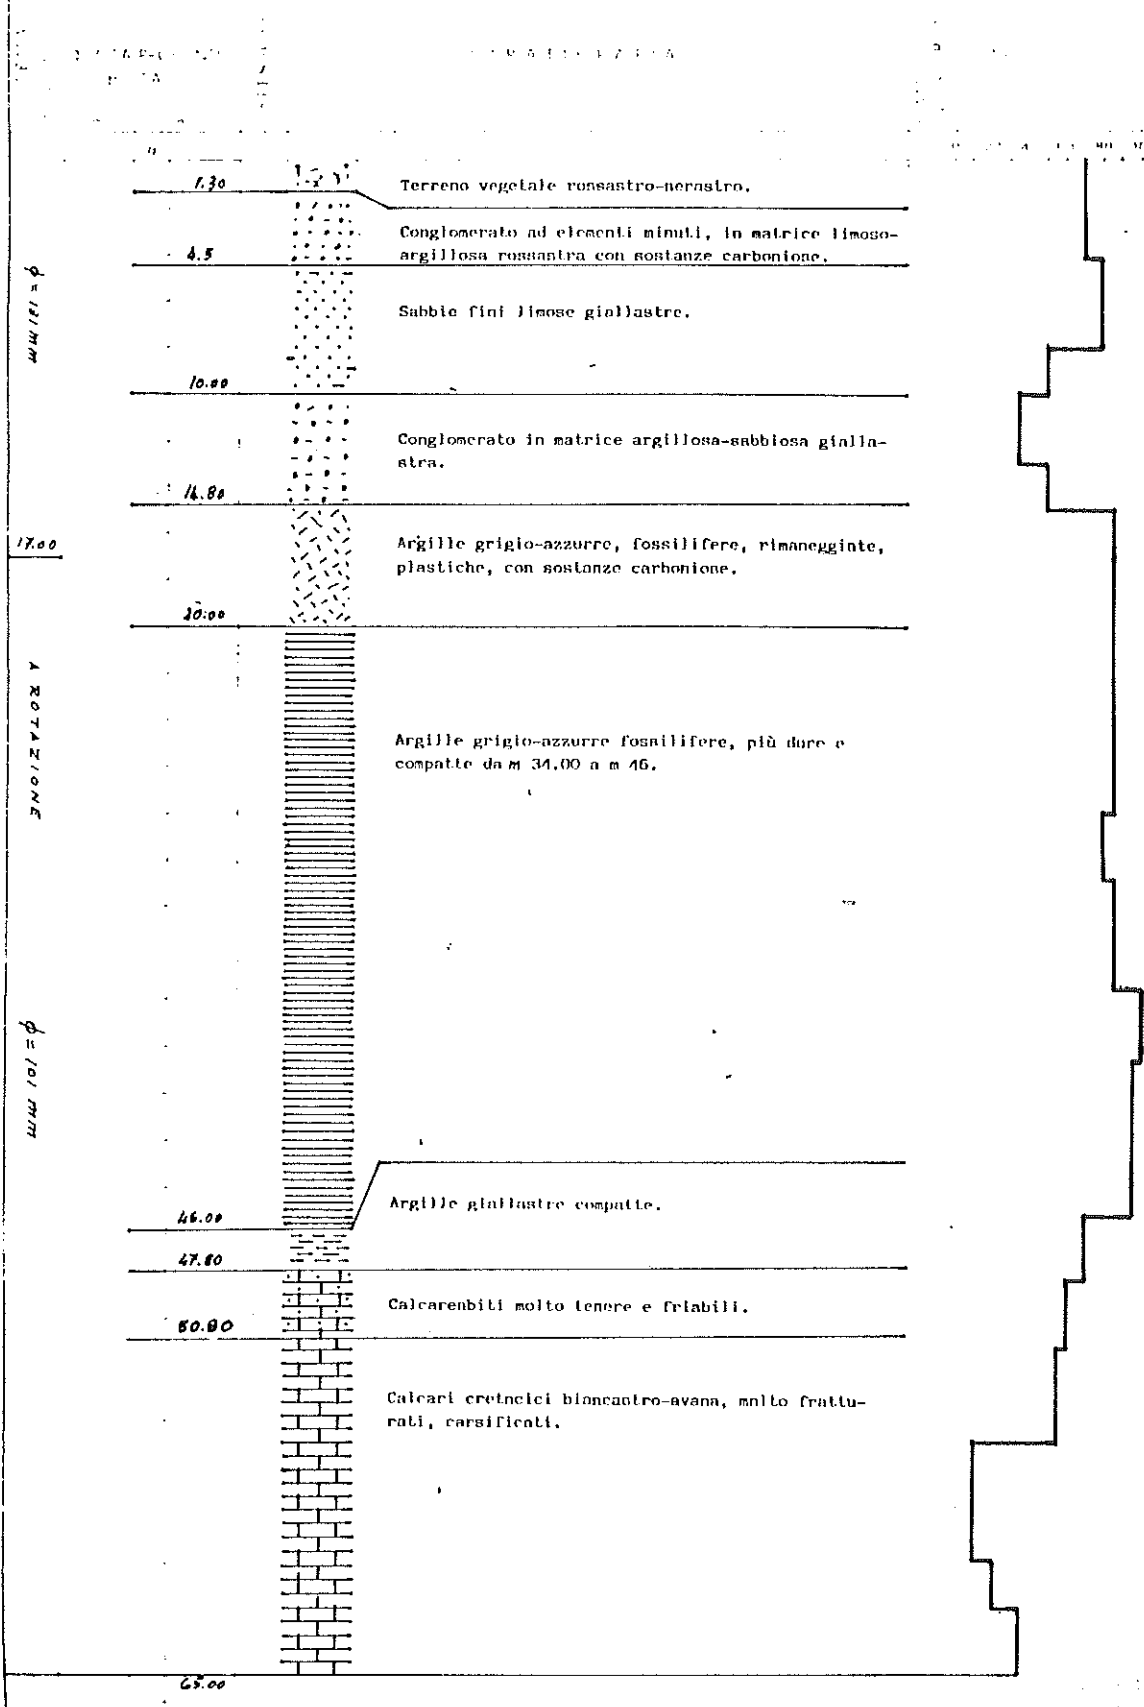 1.30
Terreno vegetale rossastro-nerastro.
Conglomerato ad elementi minuti, in matrice limoso-
argillosa rossastra con sostanze carboniose.
4.5
φ = 131 mm
Sabbie fini limose giallastre.
10.00
Conglomerato in matrice argillosa-sabbiosa gialla-
stra.
14.80
17.00
Argille grigio-azzurre, fossilifere, rimaneggiate,
plastiche, con sostanze carboniose.
20.00
A ROTAZIONE
Argille grigio-azzurre fossilifere, più dure e
compatte da m 34.00 a m 46.
φ = 101 mm
Argille giallastre compatte.
46.00
47.80
Calcareniti molto tenere e friabili.
50.80
Calcari cretacici biancastro-avana, molto frattu-
rati, carsificati.
65.00